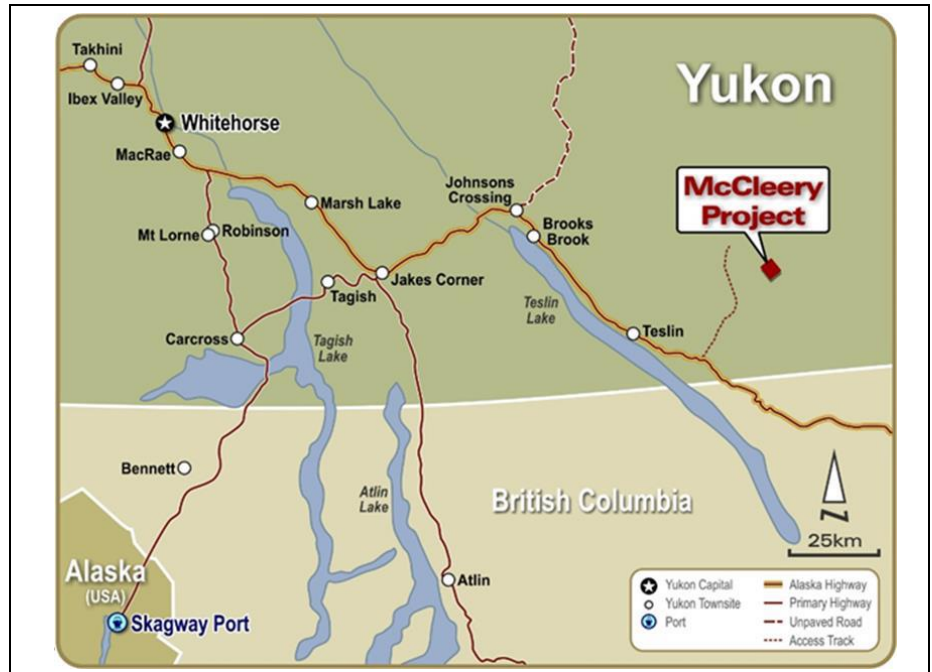 Takhini
Ibex Valley
Whitehorse
MacRae
Yukon
McCleery
Project
Johnsons
Crossing
Marsh Lake
Brooks
Brook
Robinson
Mt Lorne
Jakes Corner
Tagish
Teslin
Lake
Teslin
Carcross
Tagish
Lake
Bennett
Atlin
Lake
British Columbia
N
25km
Alaska
(USA)
Atlin
Skagway Port
Yukon Capital
Yukon Townsite
Port
Alaska Highway
Primary Highway
Unpaved Road
Access Track